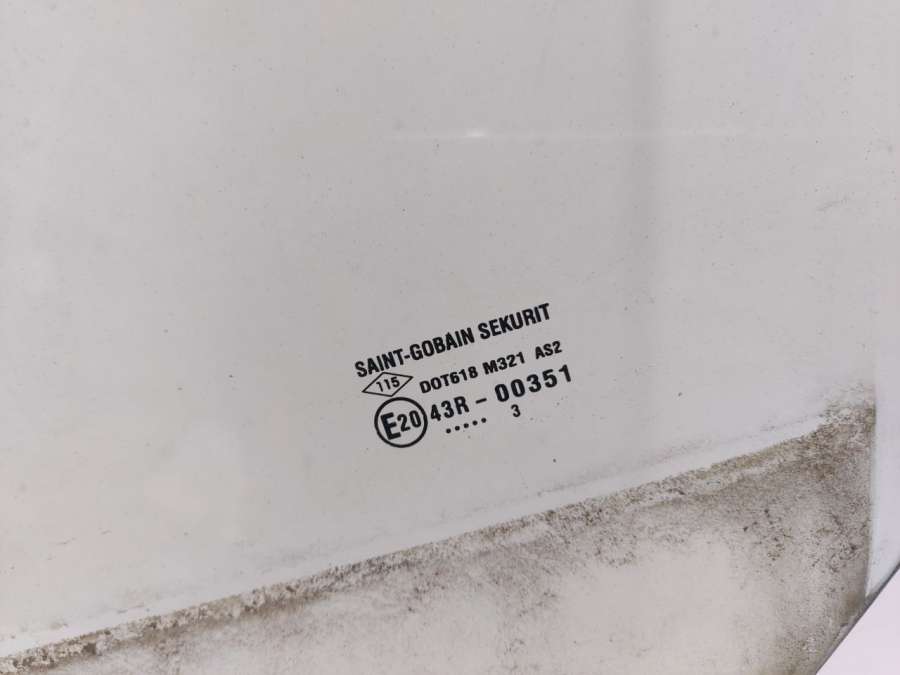 SAINT-GOBAIN SEKURIT
115 DOT618 M321 AS2
E20 43R - 00351
..... 3